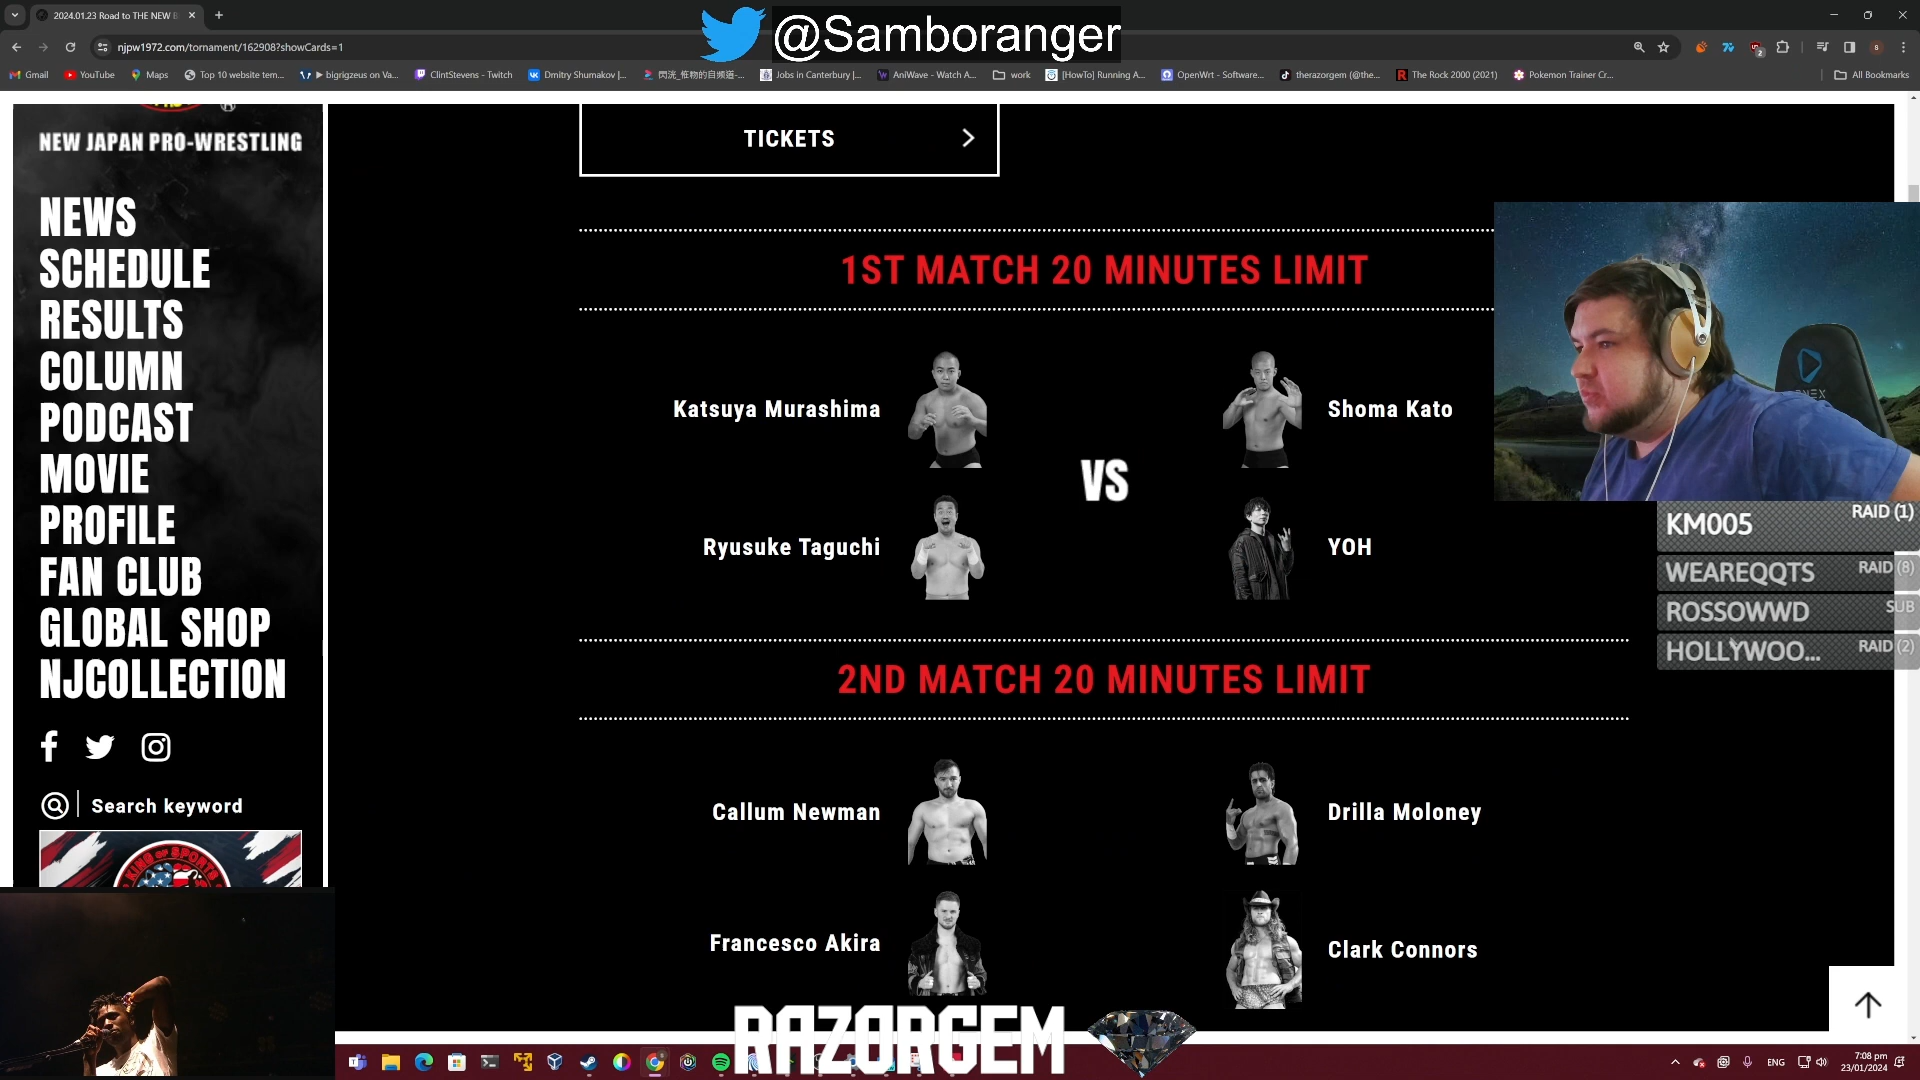 2024.01.23 Road to THE NEW B
@Samboranger
njpw1972.com/tornament/162908?showCards=1
Gmail
YouTube
Maps
Top 10 website tem...
bigrigzeus on Va...
ClintStevens - Twitch
Dmitry Shumakov |...
Jobs in Canterbury |...
AniWave - Watch A...
work
[HowTo] Running A...
OpenWrt - Software...
therazorgem (@the...
The Rock 2000 (2021)
Pokemon Trainer Cr...
All Bookmarks
NEW JAPAN PRO-WRESTLING
NEWS
SCHEDULE
RESULTS
COLUMN
PODCAST
MOVIE
PROFILE
FAN CLUB
GLOBAL SHOP
NJCOLLECTION
Search keyword
KING OF SPORTS
TICKETS
1ST MATCH 20 MINUTES LIMIT
Katsuya Murashima
Shoma Kato
VS
Ryusuke Taguchi
YOH
2ND MATCH 20 MINUTES LIMIT
Callum Newman
Drilla Moloney
Francesco Akira
Clark Connors
KM005 RAID (1)
WEAREQQTS RAID (8)
ROSSOWWD SUB
HOLLYWOO... RAID (2)
RAZORGEM
ENG
7:08 pm
23/01/2024